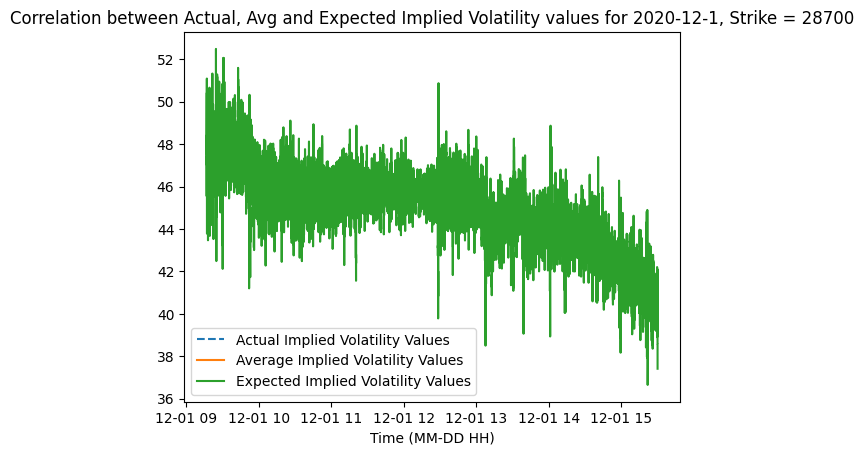 Correlation between Actual, Avg and Expected Implied Volatility values for 2020-12-1, Strike = 28700
52
50
48
46
44
42
40
38
36
Actual Implied Volatility Values
Average Implied Volatility Values
Expected Implied Volatility Values
12-01 09 12-01 10 12-01 11 12-01 12 12-01 13 12-01 14 12-01 15
Time (MM-DD HH)